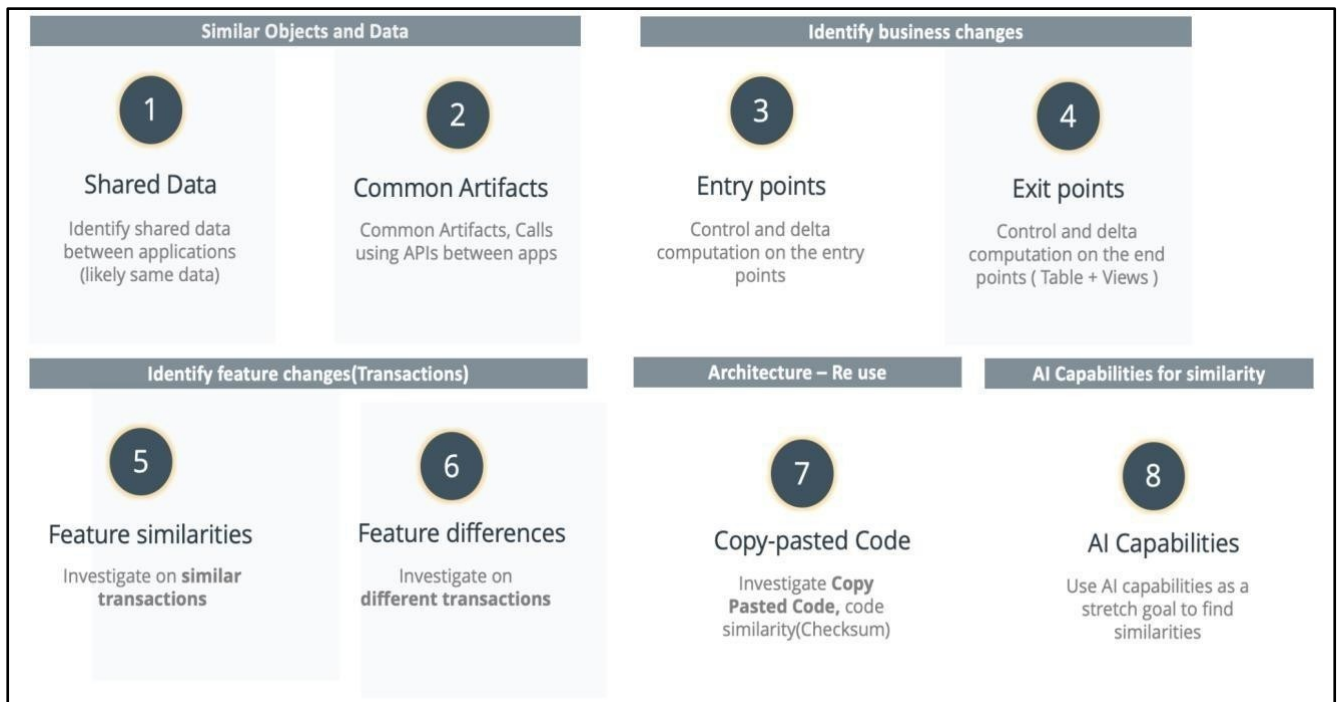 Similar Objects and Data
1
Shared Data
Identify shared data
between applications
(likely same data)
2
Common Artifacts
Common Artifacts, Calls
using APIs between apps
Identify business changes
3
Entry points
Control and delta
computation on the entry
points
4
Exit points
Control and delta
computation on the end
points ( Table + Views )
Identify feature changes(Transactions)
5
Feature similarities
Investigate on similar
transactions
6
Feature differences
Investigate on
different transactions
Architecture – Re use
7
Copy-pasted Code
Investigate Copy
Pasted Code, code
similarity(Checksum)
AI Capabilities for similarity
8
AI Capabilities
Use AI capabilities as a
stretch goal to find
similarities